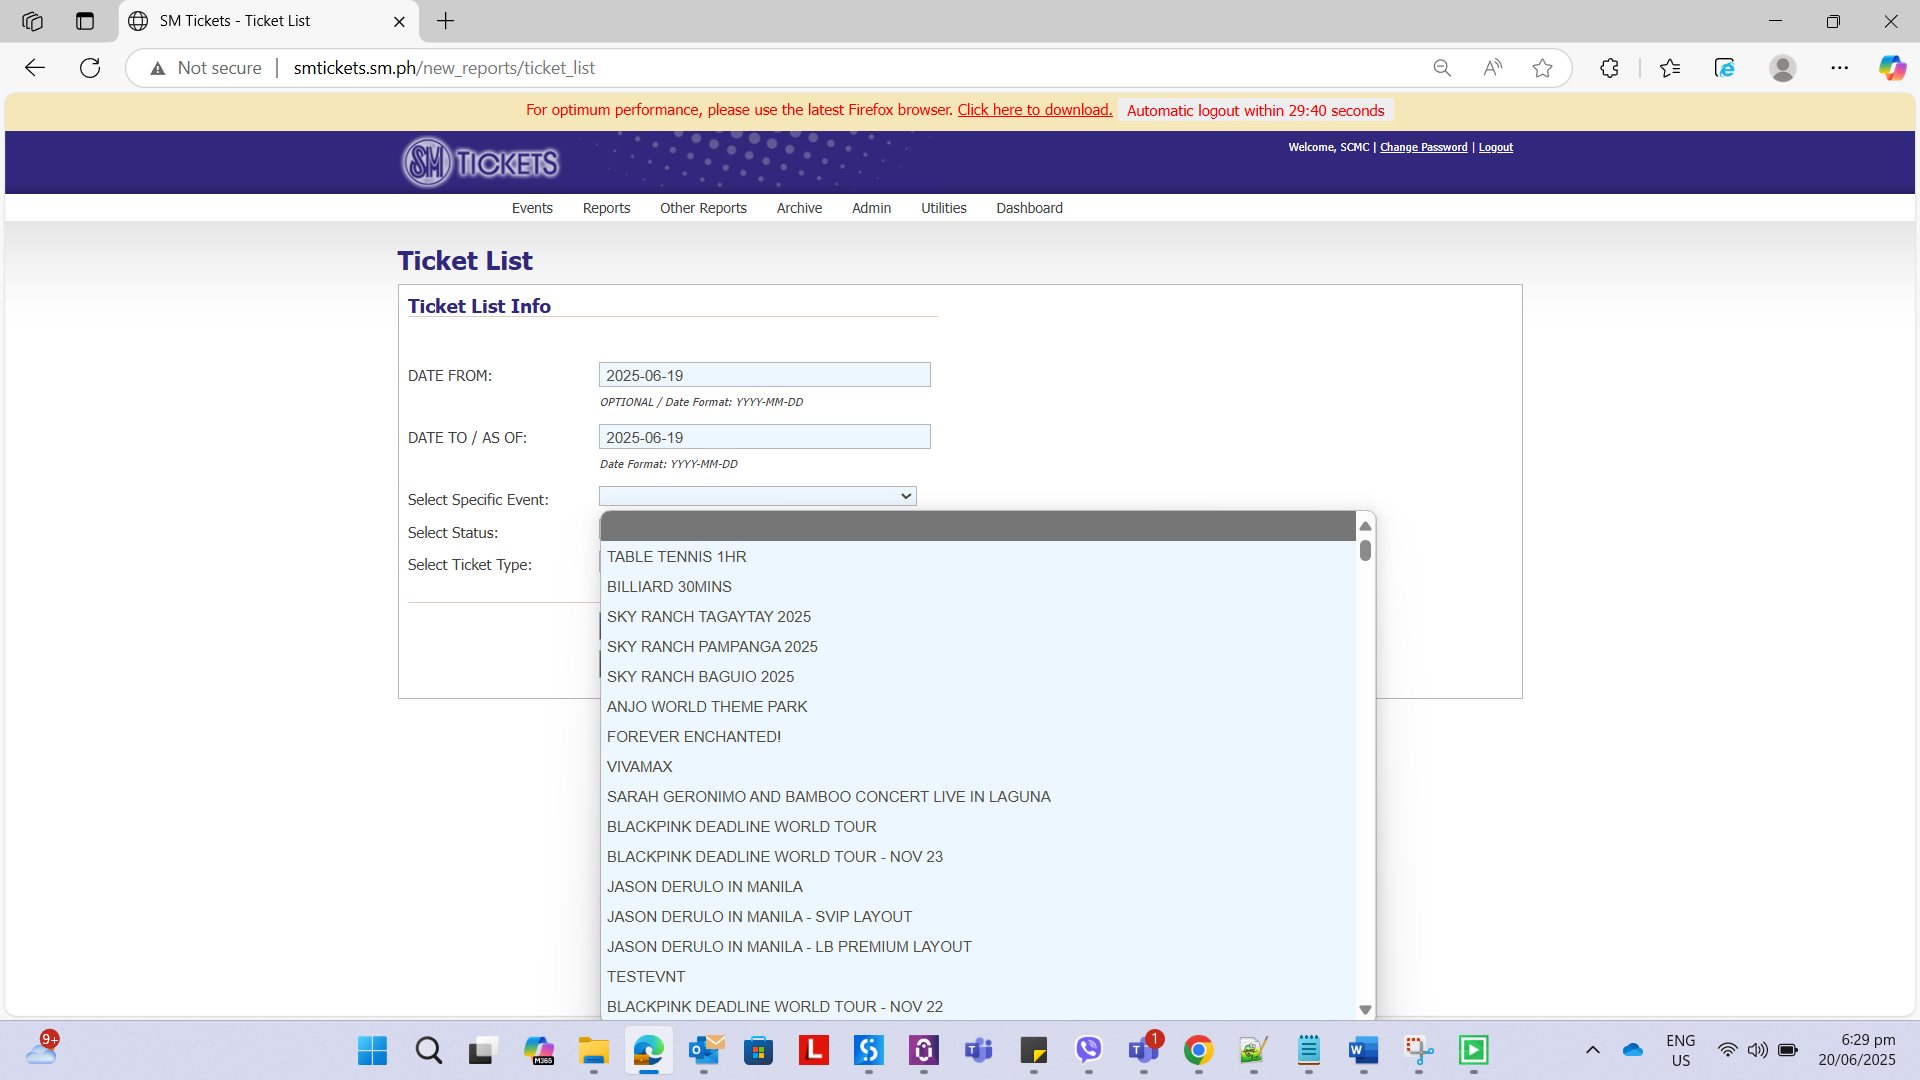 SM Tickets - Ticket List
Not secure
smtickets.sm.ph/new_reports/ticket_list
For optimum performance, please use the latest Firefox browser. Click here to download. Automatic logout within 29:40 seconds
SM TICKETS
Welcome, SCMC | Change Password | Logout
Events Reports Other Reports Archive Admin Utilities Dashboard
Ticket List
Ticket List Info
DATE FROM: 2025-06-19
OPTIONAL / Date Format: YYYY-MM-DD
DATE TO / AS OF: 2025-06-19
Date Format: YYYY-MM-DD
Select Specific Event:
Select Status:
Select Ticket Type:
TABLE TENNIS 1HR
BILLIARD 30MINS
SKY RANCH TAGAYTAY 2025
SKY RANCH PAMPANGA 2025
SKY RANCH BAGUIO 2025
ANJO WORLD THEME PARK
FOREVER ENCHANTED!
VIVAMAX
SARAH GERONIMO AND BAMBOO CONCERT LIVE IN LAGUNA
BLACKPINK DEADLINE WORLD TOUR
BLACKPINK DEADLINE WORLD TOUR - NOV 23
JASON DERULO IN MANILA
JASON DERULO IN MANILA - SVIP LAYOUT
JASON DERULO IN MANILA - LB PREMIUM LAYOUT
TESTEVNT
BLACKPINK DEADLINE WORLD TOUR - NOV 22
9+
M365
L
1
ENG
US
6:29 pm
20/06/2025